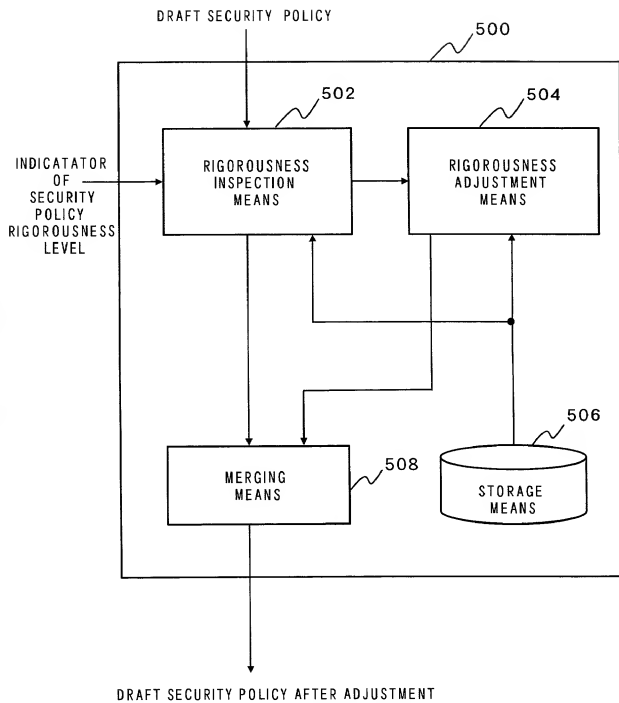 DRAFT SECURITY POLICY
500
502
504
INDICATATOR
OF
SECURITY
POLICY
RIGOROUSNESS
LEVEL
RIGOROUSNESS
INSPECTION
MEANS
RIGOROUSNESS
ADJUSTMENT
MEANS
506
MERGING
MEANS
508
STORAGE
MEANS
DRAFT SECURITY POLICY AFTER ADJUSTMENT